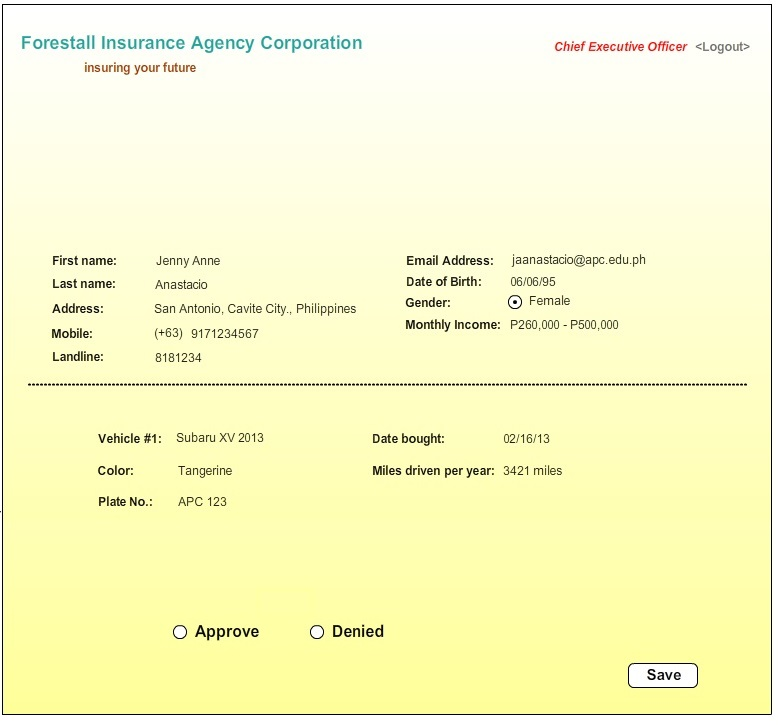 Forestall Insurance Agency Corporation
Chief Executive Officer <Logout>
insuring your future
First name: Jenny Anne
Last name: Anastacio
Address: San Antonio, Cavite City., Philippines
Mobile: (+63) 9171234567
Landline: 8181234
Email Address: jaanastacio@apc.edu.ph
Date of Birth: 06/06/95
Gender: Female
Monthly Income: P260,000 - P500,000
Vehicle #1: Subaru XV 2013
Color: Tangerine
Plate No.: APC 123
Date bought: 02/16/13
Miles driven per year: 3421 miles
Approve Denied
Save